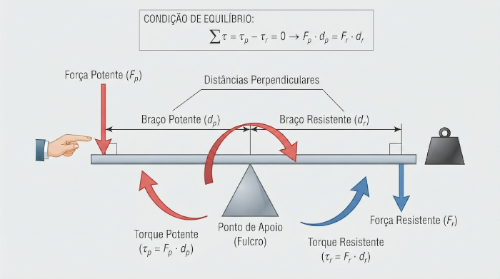 CONDIÇÃO DE EQUILÍBRIO:
∑τ = τₚ – τᵣ = 0 → Fₚ · dₚ = Fᵣ · dᵣ
Força Potente (Fₚ)
Distâncias Perpendiculares
Braço Potente (dₚ)
Braço Resistente (dᵣ)
Torque Potente
(τₚ = Fₚ · dₚ)
Ponto de Apoio
(Fulcro)
Torque Resistente
(τᵣ = Fᵣ · dᵣ)
Força Resistente (Fᵣ)